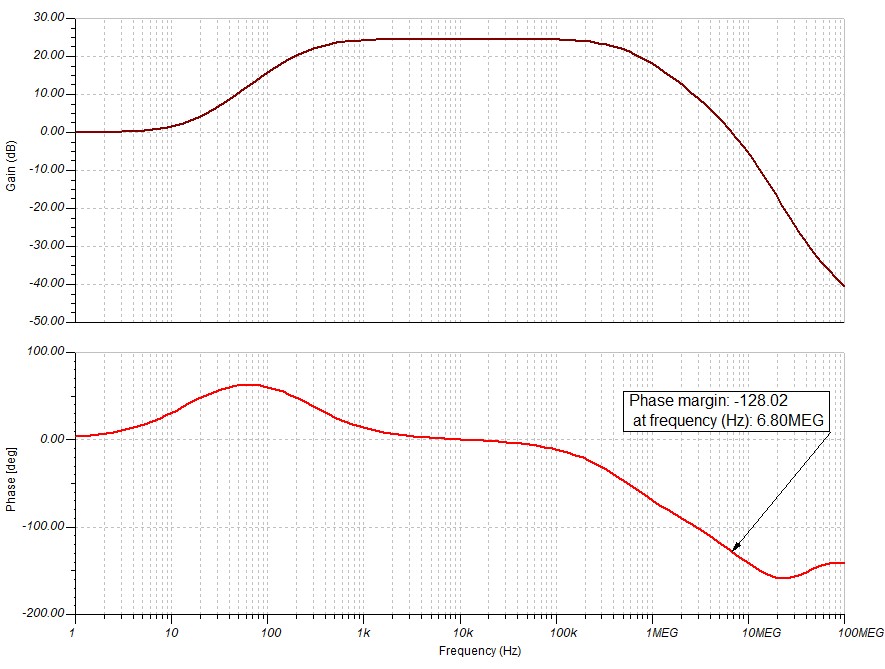 30.00
20.00
10.00
0.00
-10.00
-20.00
-30.00
-40.00
-50.00
Gain (dB)
100.00
0.00
-100.00
-200.00
Phase [deg]
Phase margin: -128.02
at frequency (Hz): 6.80MEG
1 10 100 1k 10k 100k 1MEG 10MEG 100MEG
Frequency (Hz)